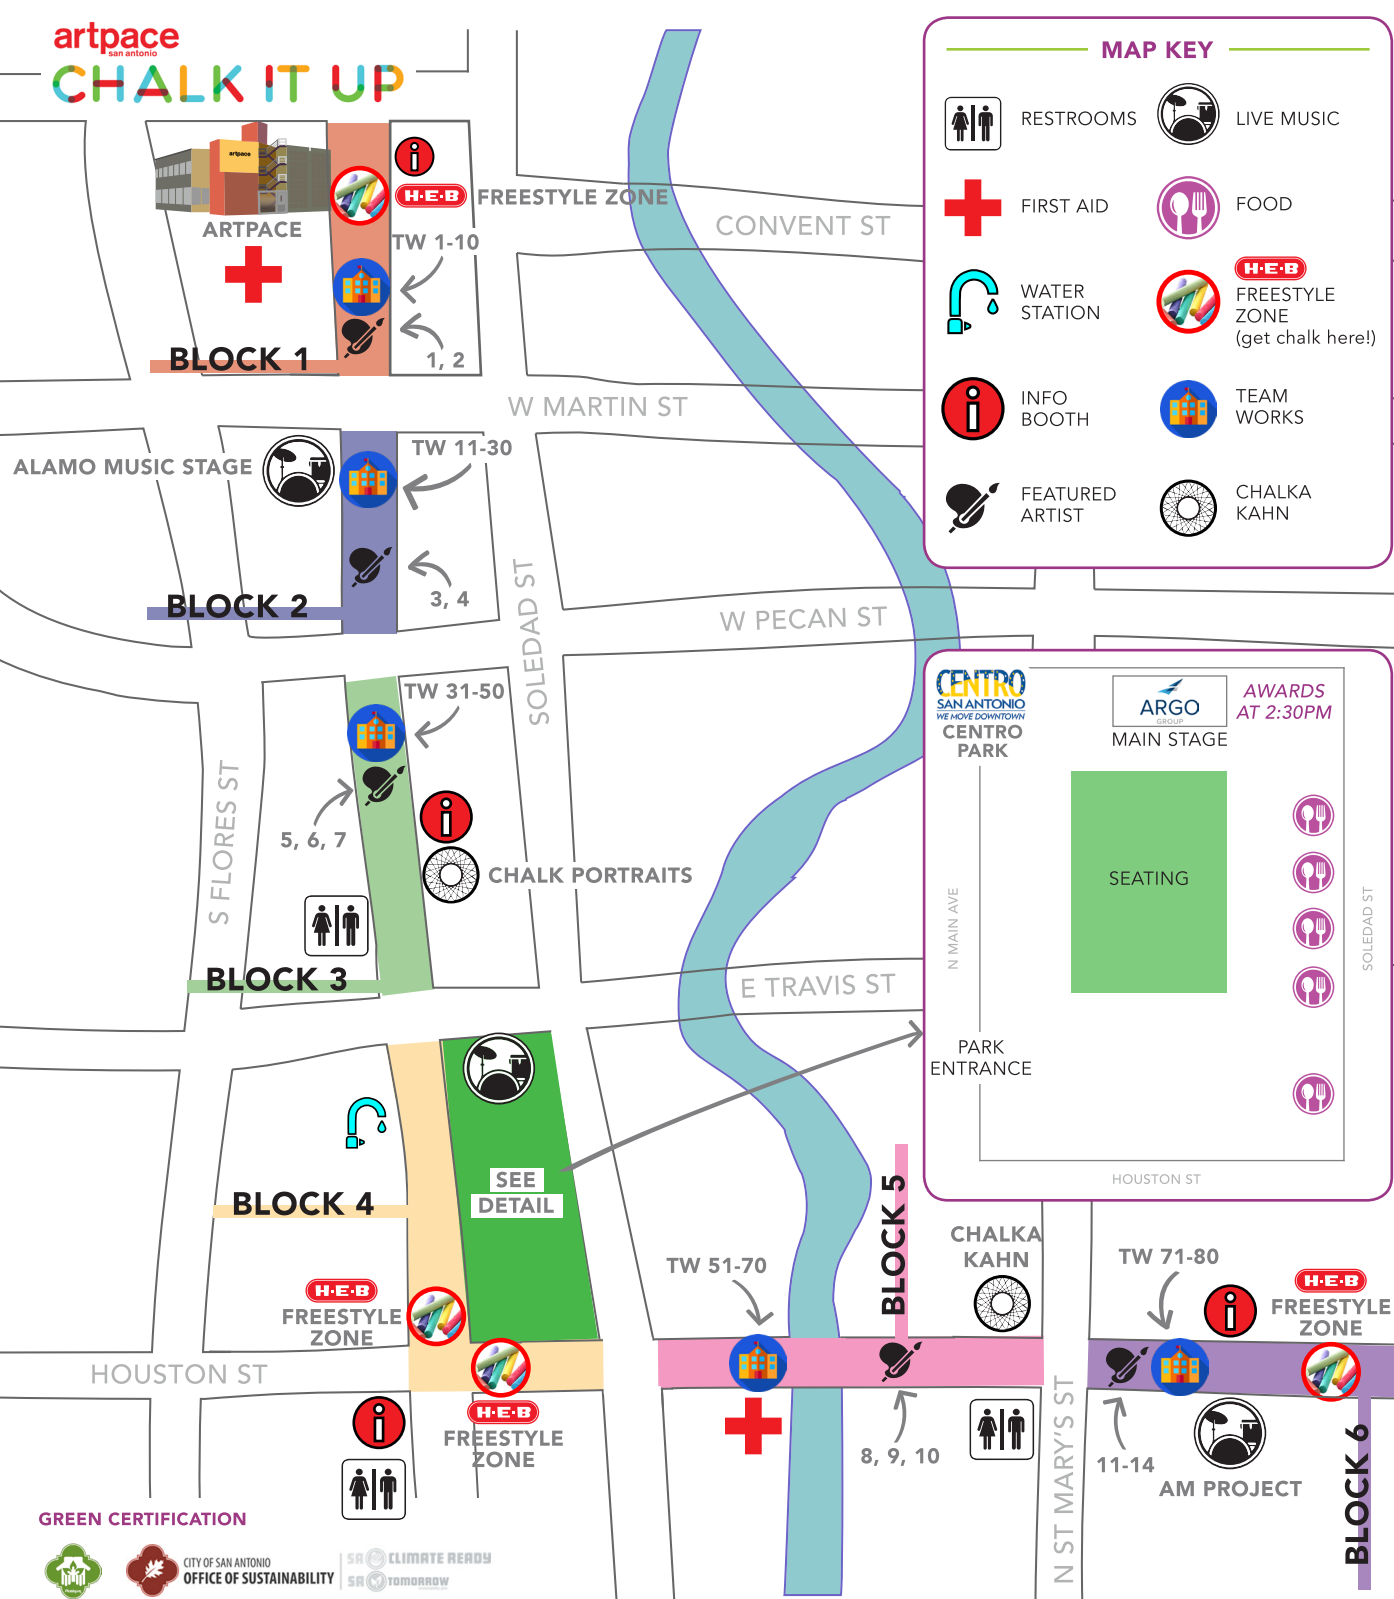 artpace
san antonio
CHALK IT UP
artpace
ARTPACE
H-E-B FREESTYLE ZONE
TW 1-10
1, 2
BLOCK 1
CONVENT ST
W MARTIN ST
ALAMO MUSIC STAGE
TW 11-30
3, 4
BLOCK 2
SOLEDAD ST
W PECAN ST
TW 31-50
5, 6, 7
S FLORES ST
CHALK PORTRAITS
BLOCK 3
E TRAVIS ST
SEE
DETAIL
BLOCK 4
H-E-B
FREESTYLE
ZONE
HOUSTON ST
H-E-B
FREESTYLE
ZONE
TW 51-70
BLOCK 5
8, 9, 10
CHALKA
KAHN
N ST MARY'S ST
TW 71-80
H-E-B
FREESTYLE
ZONE
11-14
AM PROJECT
BLOCK 6
MAP KEY
RESTROOMS
LIVE MUSIC
FIRST AID
FOOD
WATER
STATION
H-E-B
FREESTYLE
ZONE
(get chalk here!)
INFO
BOOTH
TEAM
WORKS
FEATURED
ARTIST
CHALKA
KAHN
CENTRO
SAN ANTONIO
WE MOVE DOWNTOWN
CENTRO
PARK
ARGO
GROUP
MAIN STAGE
AWARDS
AT 2:30PM
SEATING
N MAIN AVE
SOLEDAD ST
PARK
ENTRANCE
HOUSTON ST
GREEN CERTIFICATION
CITY OF SAN ANTONIO
OFFICE OF SUSTAINABILITY
SA CLIMATE READY
SA TOMORROW